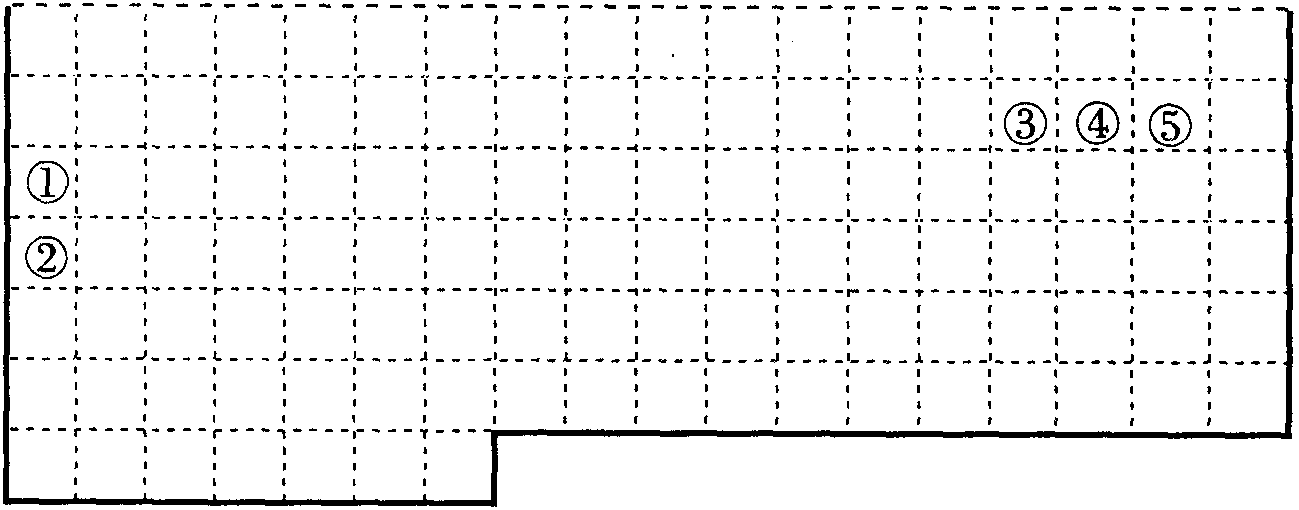 ③ ④ ⑤
①
②